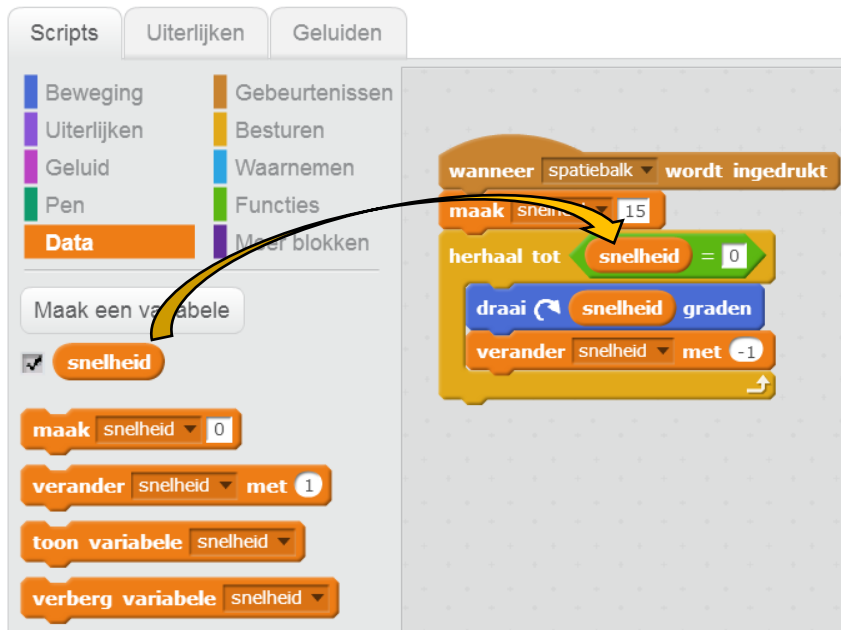 Scripts Uiterlijken Geluiden
Beweging Gebeurtenissen
Uiterlijken Besturen
Geluid Waarnemen
Pen Functies
Data Meer blokken
Maak een variabele
snelheid
maak snelheid 0
verander snelheid met 1
toon variabele snelheid
verberg variabele snelheid
wanneer spatiebalk wordt ingedrukt
maak snelheid 15
herhaal tot snelheid = 0
draai snelheid graden
verander snelheid met -1